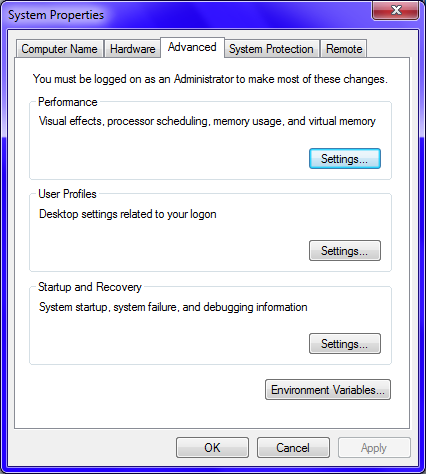 System Properties
Computer Name Hardware Advanced System Protection Remote
You must be logged on as an Administrator to make most of these changes.
Performance
Visual effects, processor scheduling, memory usage, and virtual memory
Settings...
User Profiles
Desktop settings related to your logon
Settings...
Startup and Recovery
System startup, system failure, and debugging information
Settings...
Environment Variables...
OK Cancel Apply